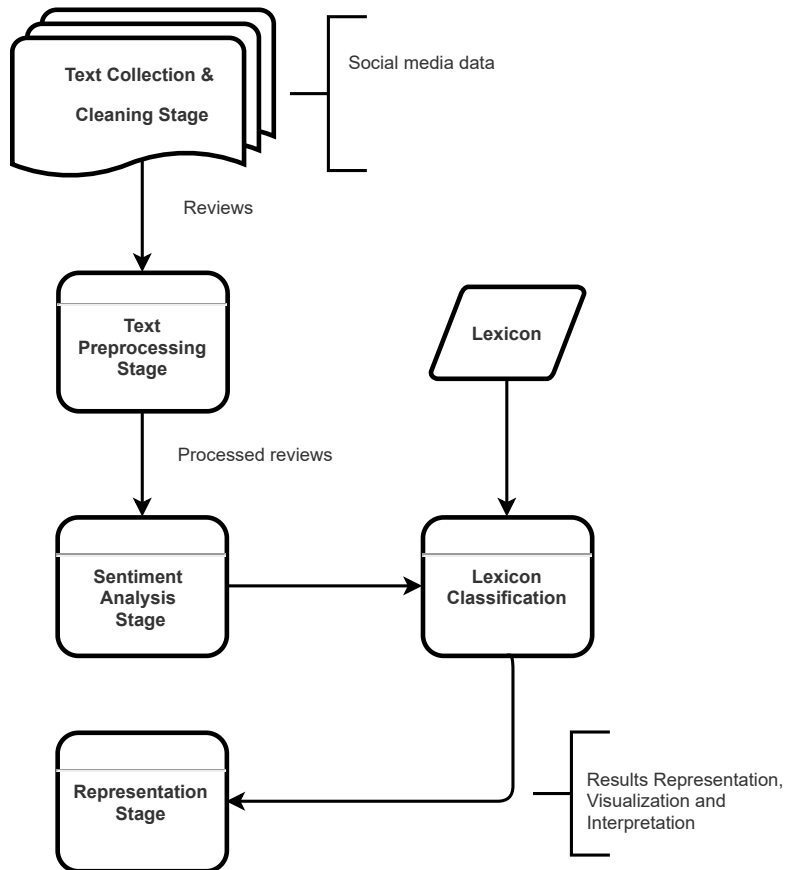 Text Collection &
Cleaning Stage
Social media data
Reviews
Text
Preprocessing
Stage
Lexicon
Processed reviews
Sentiment
Analysis
Stage
Lexicon
Classification
Representation
Stage
Results Representation,
Visualization and
Interpretation